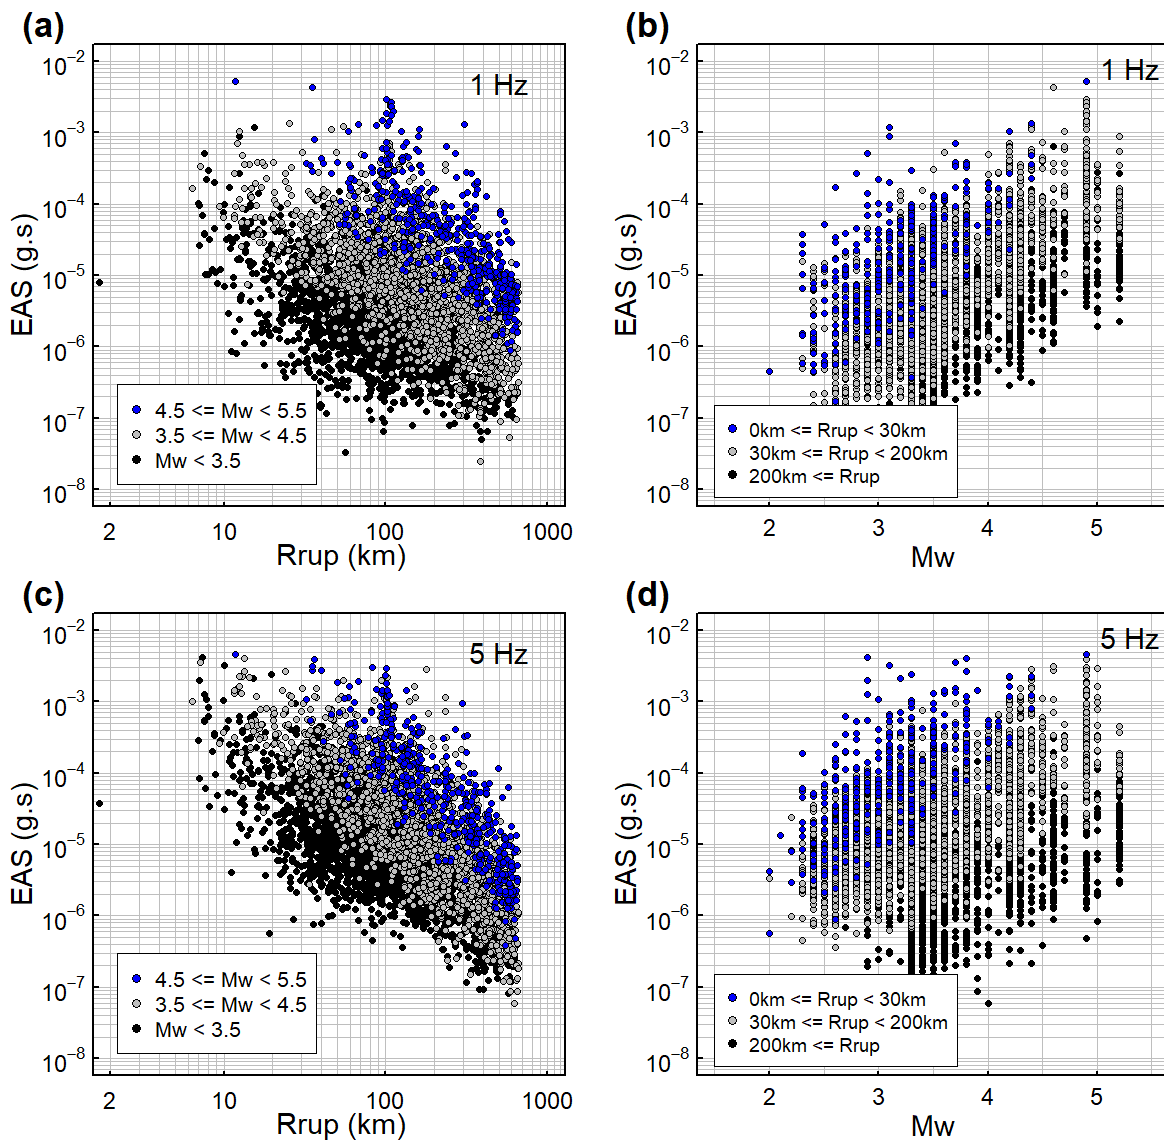 (a)
1 Hz
10⁻²
10⁻³
10⁻⁴
10⁻⁵
10⁻⁶
10⁻⁷
10⁻⁸
EAS (g.s)
4.5 <= Mw < 5.5
3.5 <= Mw < 4.5
Mw < 3.5
2 10 100 1000
Rrup (km)
(b)
1 Hz
10⁻²
10⁻³
10⁻⁴
10⁻⁵
10⁻⁶
10⁻⁷
10⁻⁸
EAS (g.s)
0km <= Rrup < 30km
30km <= Rrup < 200km
200km <= Rrup
2 3 4 5
Mw
(c)
5 Hz
10⁻²
10⁻³
10⁻⁴
10⁻⁵
10⁻⁶
10⁻⁷
10⁻⁸
EAS (g.s)
4.5 <= Mw < 5.5
3.5 <= Mw < 4.5
Mw < 3.5
2 10 100 1000
Rrup (km)
(d)
5 Hz
10⁻²
10⁻³
10⁻⁴
10⁻⁵
10⁻⁶
10⁻⁷
10⁻⁸
EAS (g.s)
0km <= Rrup < 30km
30km <= Rrup < 200km
200km <= Rrup
2 3 4 5
Mw